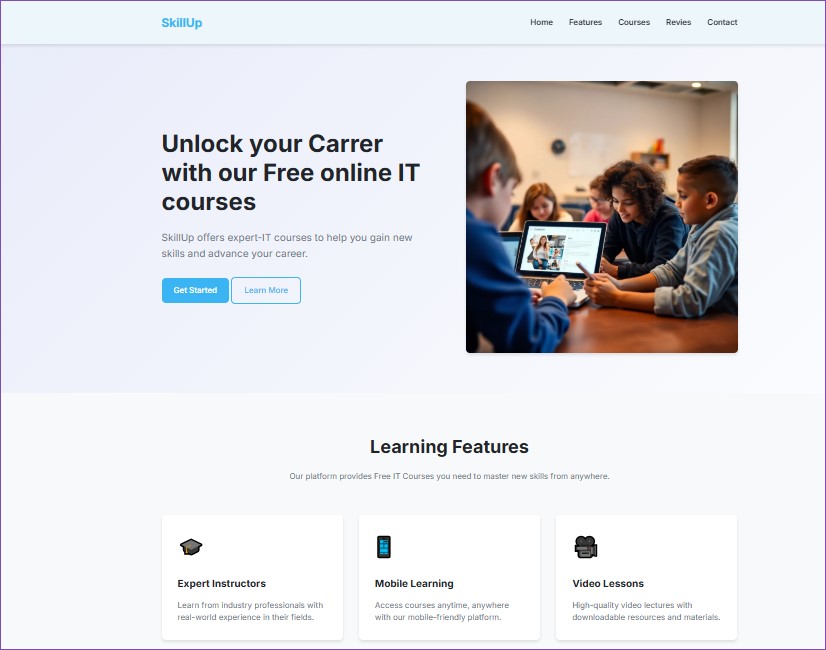 SkillUp
Home Features Courses Revies Contact
Unlock your Carrer
with our Free online IT
courses
SkillUp offers expert-IT courses to help you gain new
skills and advance your career.
Get Started Learn More
Learning Features
Our platform provides Free IT Courses you need to master new skills from anywhere.
Expert Instructors
Learn from industry professionals with
real-world experience in their fields.
Mobile Learning
Access courses anytime, anywhere
with our mobile-friendly platform.
Video Lessons
High-quality video lectures with
downloadable resources and materials.